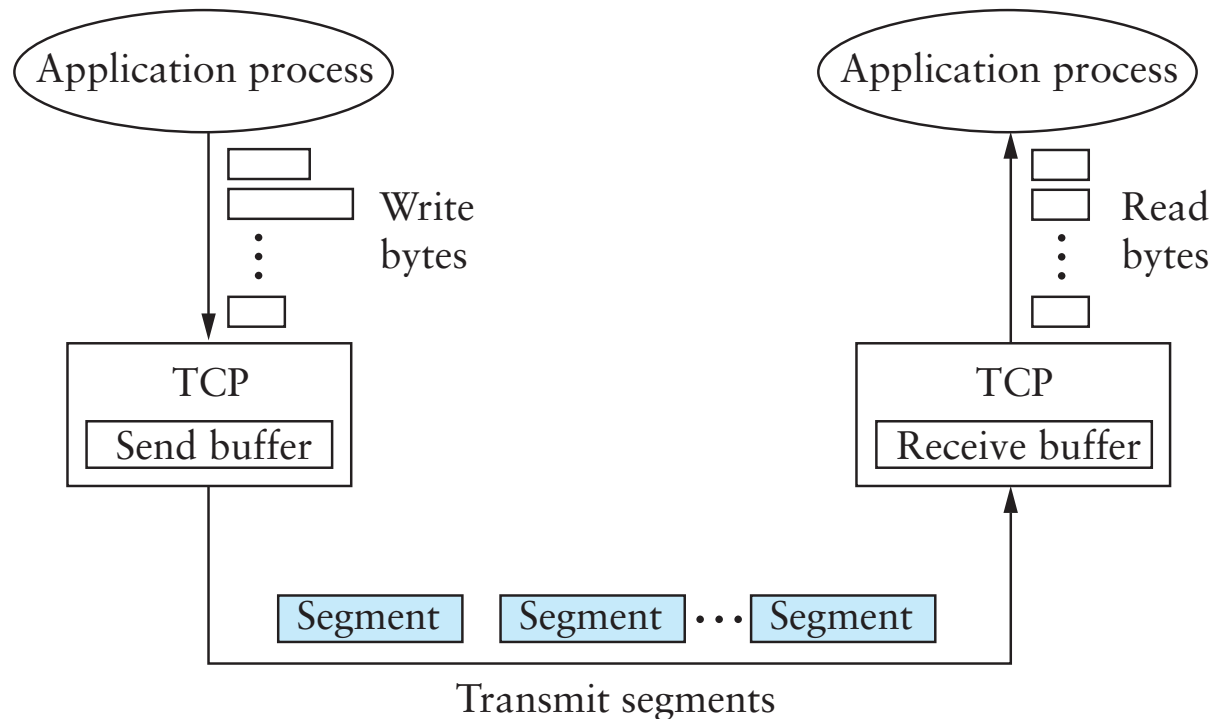 Application process
Application process
Write
bytes
Read
bytes
TCP
Send buffer
TCP
Receive buffer
Segment
Segment
Segment
Transmit segments